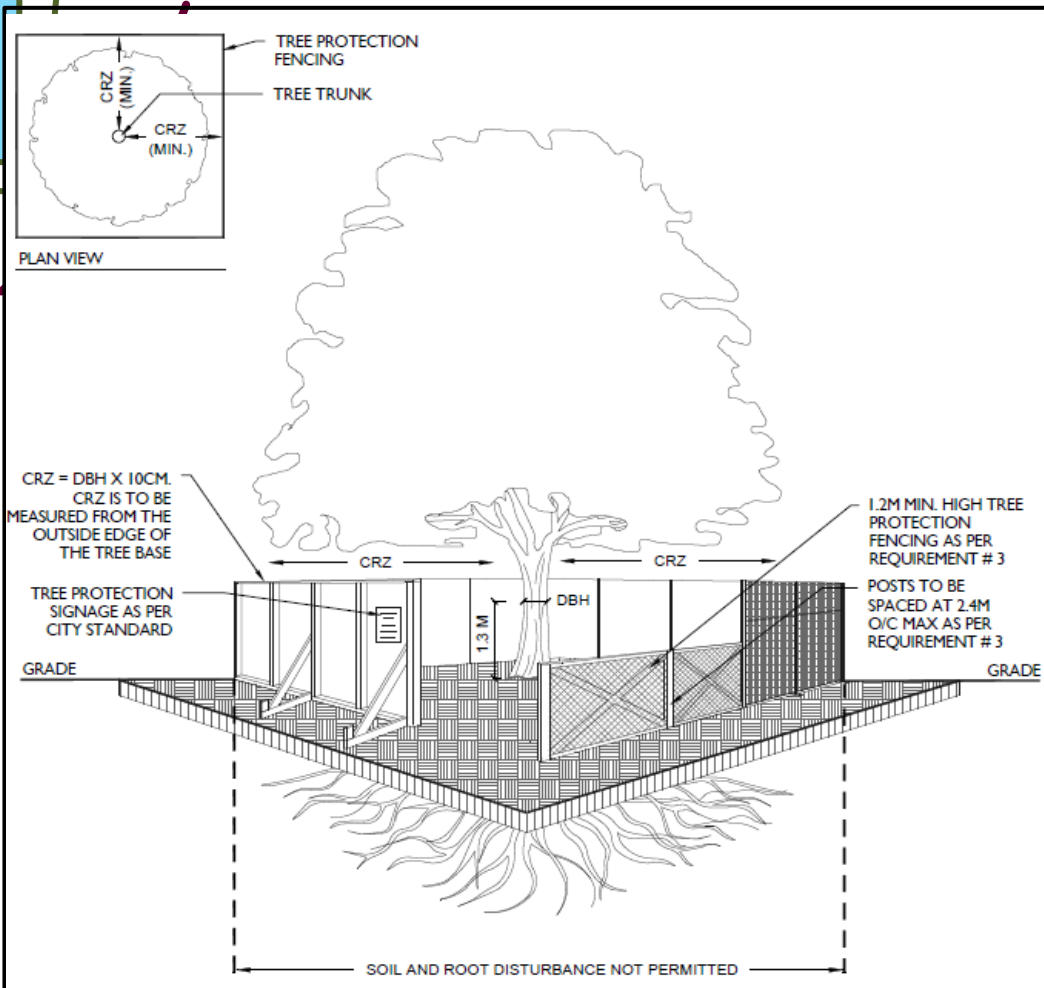 TREE PROTECTION
FENCING
TREE TRUNK
CRZ
(MIN.)
CRZ
(MIN.)
PLAN VIEW
CRZ = DBH X 10CM.
CRZ IS TO BE
MEASURED FROM THE
OUTSIDE EDGE OF
THE TREE BASE
TREE PROTECTION
SIGNAGE AS PER
CITY STANDARD
GRADE
CRZ
CRZ
DBH
1.3 M
1.2M MIN. HIGH TREE
PROTECTION
FENCING AS PER
REQUIREMENT # 3
POSTS TO BE
SPACED AT 2.4M
O/C MAX AS PER
REQUIREMENT # 3
GRADE
SOIL AND ROOT DISTURBANCE NOT PERMITTED